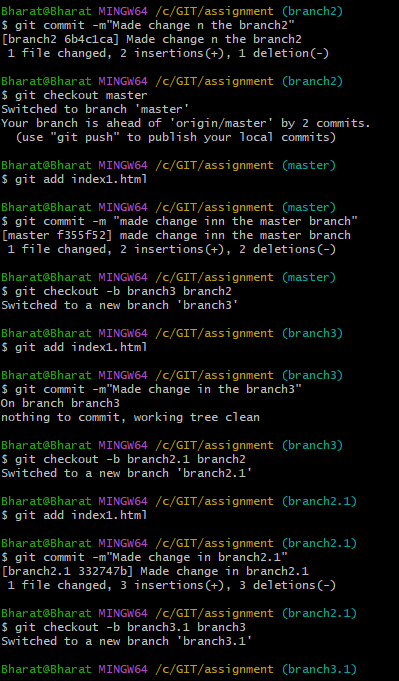 Bharat@Bharat MINGW64 /c/GIT/assignment (branch2)
$ git commit -m"Made change n the branch2"
[branch2 6b4c1ca] Made change n the branch2
 1 file changed, 2 insertions(+), 1 deletion(-)

Bharat@Bharat MINGW64 /c/GIT/assignment (branch2)
$ git checkout master
Switched to branch 'master'
Your branch is ahead of 'origin/master' by 2 commits.
  (use "git push" to publish your local commits)

Bharat@Bharat MINGW64 /c/GIT/assignment (master)
$ git add index1.html

Bharat@Bharat MINGW64 /c/GIT/assignment (master)
$ git commit -m "made change inn the master branch"
[master f355f52] made change inn the master branch
 1 file changed, 2 insertions(+), 2 deletions(-)

Bharat@Bharat MINGW64 /c/GIT/assignment (master)
$ git checkout -b branch3 branch2
Switched to a new branch 'branch3'

Bharat@Bharat MINGW64 /c/GIT/assignment (branch3)
$ git add index1.html

Bharat@Bharat MINGW64 /c/GIT/assignment (branch3)
$ git commit -m"Made change in the branch3"
On branch branch3
nothing to commit, working tree clean

Bharat@Bharat MINGW64 /c/GIT/assignment (branch3)
$ git checkout -b branch2.1 branch2
Switched to a new branch 'branch2.1'

Bharat@Bharat MINGW64 /c/GIT/assignment (branch2.1)
$ git add index1.html

Bharat@Bharat MINGW64 /c/GIT/assignment (branch2.1)
$ git commit -m"Made change in branch2.1"
[branch2.1 332747b] Made change in branch2.1
 1 file changed, 3 insertions(+), 3 deletions(-)

Bharat@Bharat MINGW64 /c/GIT/assignment (branch2.1)
$ git checkout -b branch3.1 branch3
Switched to a new branch 'branch3.1'

Bharat@Bharat MINGW64 /c/GIT/assignment (branch3.1)